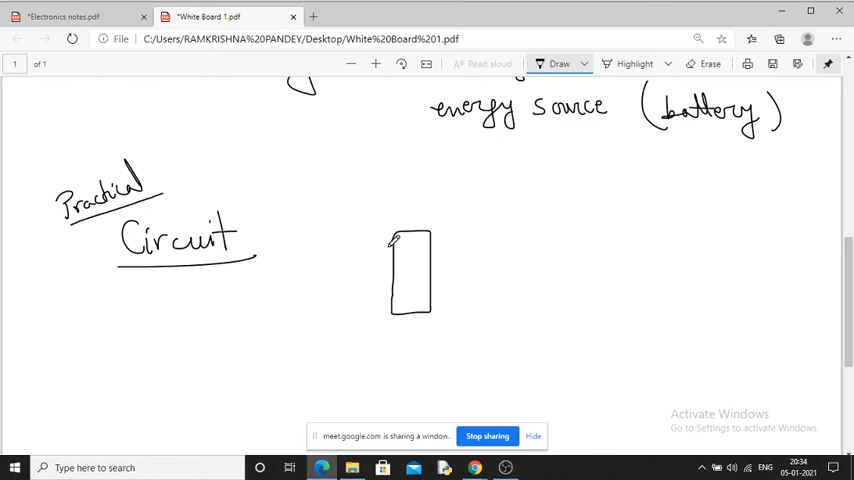 *Electronics notes.pdf
*White Board 1.pdf
File C:/Users/RAMKRISHNA%20PANDEY/Desktop/White%20Board%201.pdf
1 of 1 Read aloud Draw Highlight Erase
energy source (battery)
Practical
Circuit
Activate Windows
Go to Settings to activate Windows.
meet.google.com is sharing a window. Stop sharing Hide
Type here to search
ENG
20:34
05-01-2021